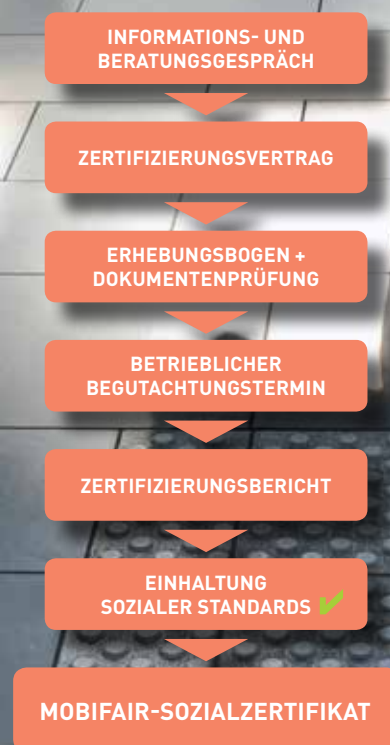 INFORMATIONS- UND
BERATUNGSGESPRÄCH
ZERTIFIZIERUNGSVERTRAG
ERHEBUNGSBOGEN +
DOKUMENTENPRÜFUNG
BETRIEBLICHER
BEGUTACHTUNGSTERMIN
ZERTIFIZIERUNGSBERICHT
EINHALTUNG
SOZIALER STANDARDS ✔
MOBIFAIR-SOZIALZERTIFIKAT